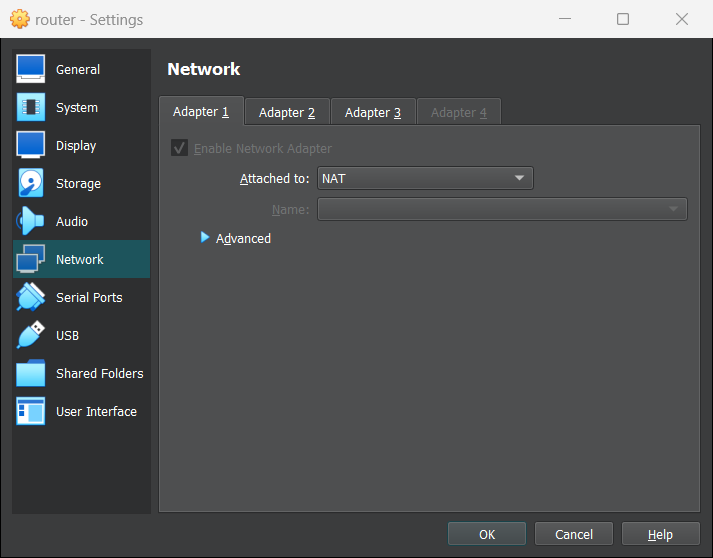 router - Settings
General
System
Display
Storage
Audio
Network
Serial Ports
USB
Shared Folders
User Interface
Network
Adapter 1
Adapter 2
Adapter 3
Adapter 4
Enable Network Adapter
Attached to: NAT
Name:
Advanced
OK
Cancel
Help